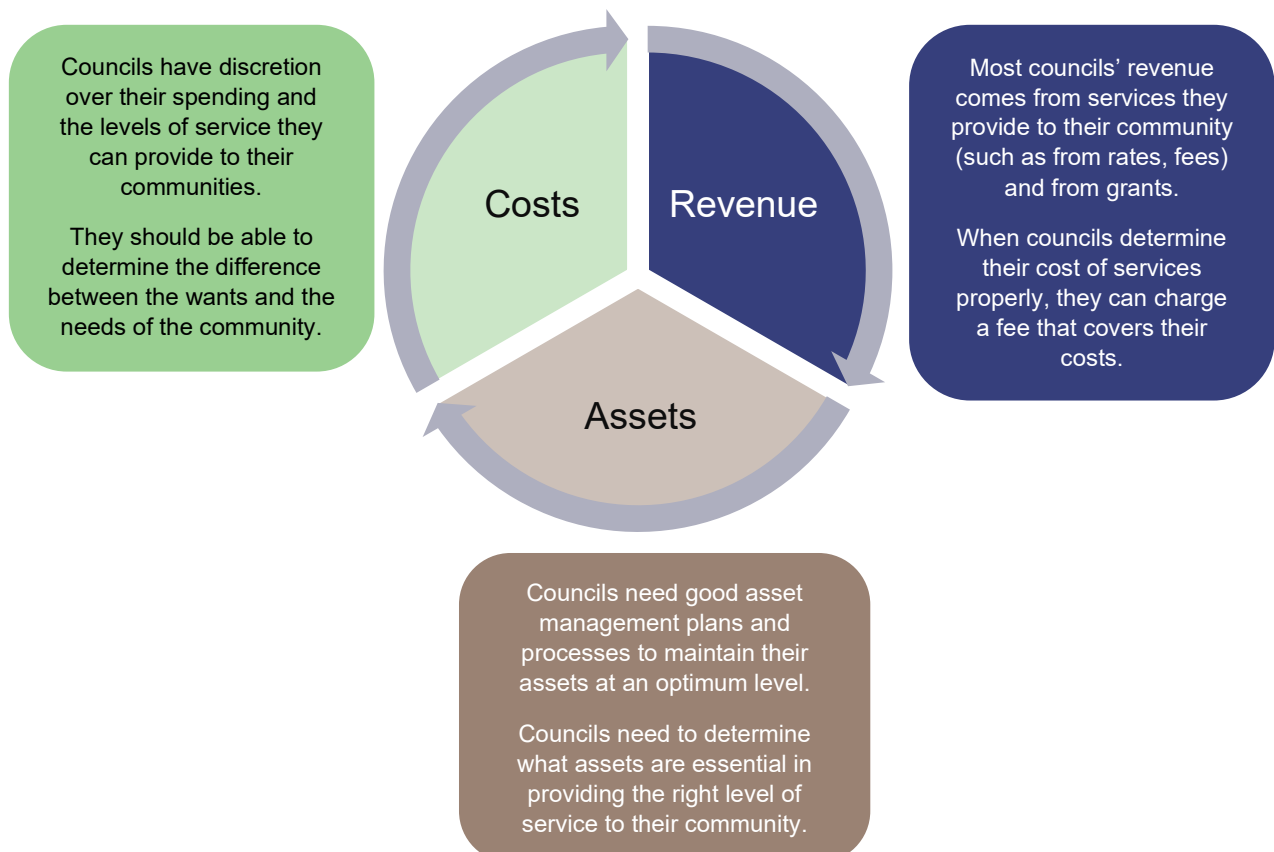 Councils have discretion
over their spending and
the levels of service they
can provide to their
communities.
They should be able to
determine the difference
between the wants and the
needs of the community.
Costs
Revenue
Assets
Most councils’ revenue
comes from services they
provide to their community
(such as from rates, fees)
and from grants.
When councils determine
their cost of services
properly, they can charge
a fee that covers their
costs.
Councils need good asset
management plans and
processes to maintain their
assets at an optimum level.
Councils need to determine
what assets are essential in
providing the right level of
service to their community.